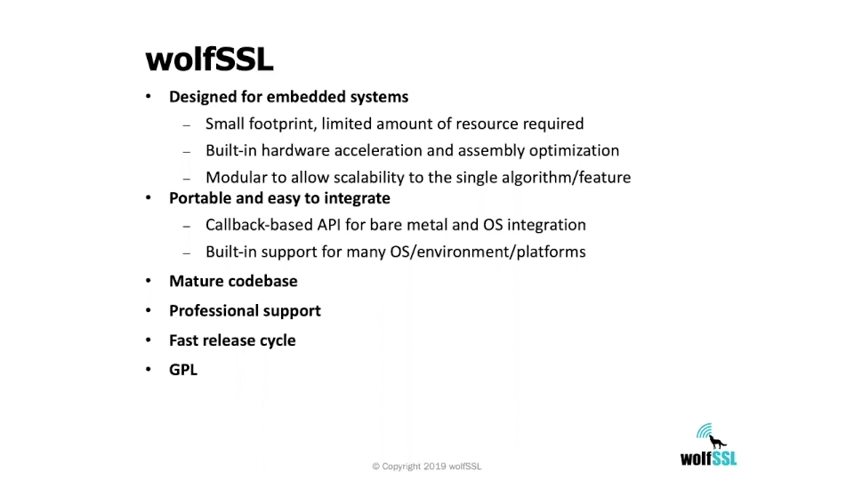 wolfSSL
• Designed for embedded systems
– Small footprint, limited amount of resource required
– Built-in hardware acceleration and assembly optimization
– Modular to allow scalability to the single algorithm/feature
• Portable and easy to integrate
– Callback-based API for bare metal and OS integration
– Built-in support for many OS/environment/platforms
• Mature codebase
• Professional support
• Fast release cycle
• GPL
wolfSSL
© Copyright 2019 wolfSSL